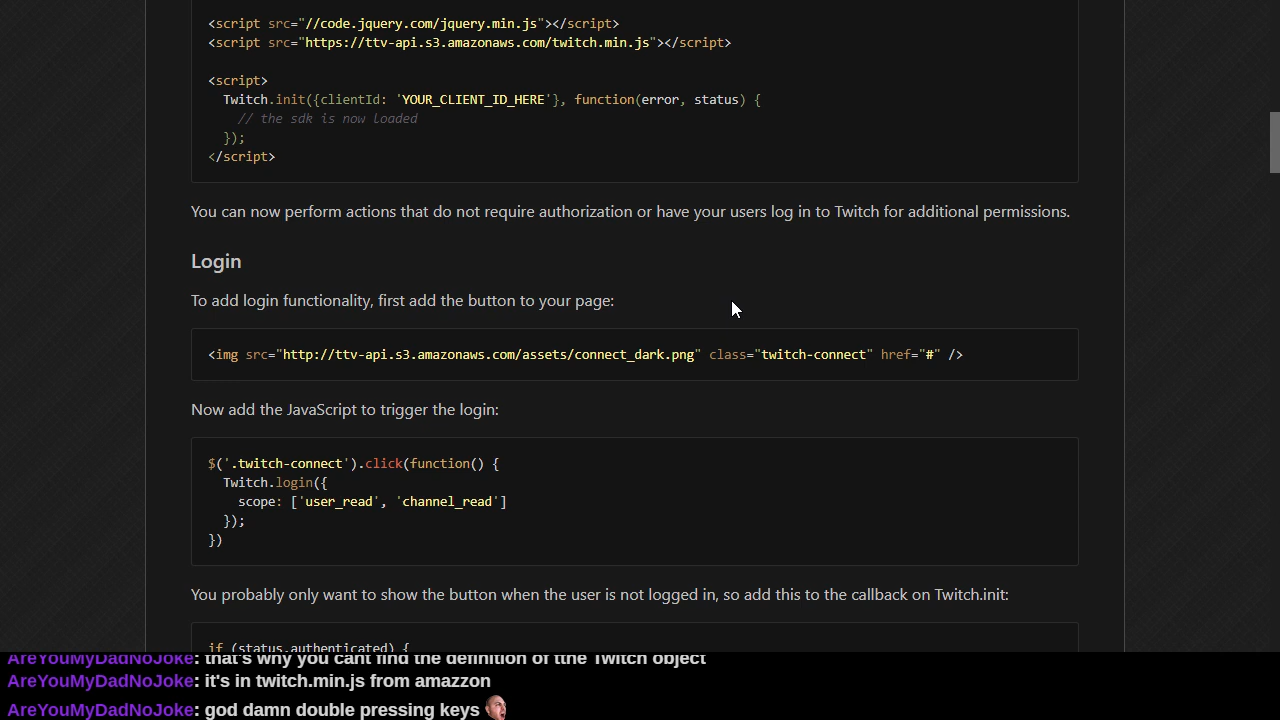 <script src="//code.jquery.com/jquery.min.js"></script>
<script src="https://ttv-api.s3.amazonaws.com/twitch.min.js"></script>
<script>
Twitch.init({clientId: 'YOUR_CLIENT_ID_HERE'}, function(error, status) {
// the sdk is now loaded
});
</script>
You can now perform actions that do not require authorization or have your users log in to Twitch for additional permissions.
Login
To add login functionality, first add the button to your page:
<img src="http://ttv-api.s3.amazonaws.com/assets/connect_dark.png" class="twitch-connect" href="#" />
Now add the JavaScript to trigger the login:
$('.twitch-connect').click(function() {
Twitch.login({
scope: ['user_read', 'channel_read']
});
})
You probably only want to show the button when the user is not logged in, so add this to the callback on Twitch.init:
if (status.authenticated) {
AreYouMyDadNoJoke: that's why you cant find the definition of tthe Twitch object
AreYouMyDadNoJoke: it's in twitch.min.js from amazzon
AreYouMyDadNoJoke: god damn double pressing keys